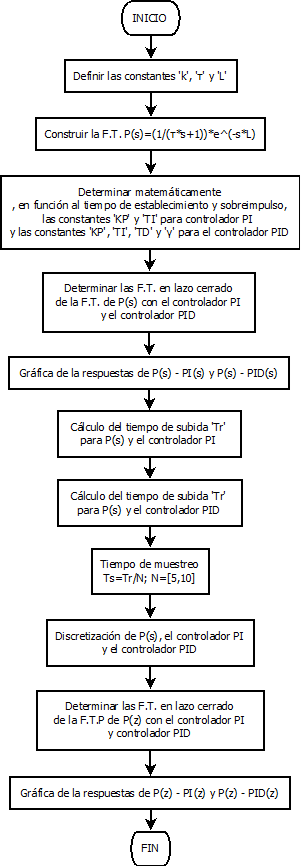 INICIO
Definir las constantes 'k', 'τ' y 'L'
Construir la F.T. P(s)=(1/(τ*s+1))*e^(-s*L)
Determinar matemáticamente
, en función al tiempo de establecimiento y sobreimpulso,
las constantes 'KP' y 'TI' para controlador PI
y las constantes 'KP', 'TI', 'TD' y 'γ' para el controlador PID
Determinar las F.T. en lazo cerrado
de la F.T. de P(s) con el controlador PI
y el controlador PID
Gráfica de la respuestas de P(s) - PI(s) y P(s) - PID(s)
Cálculo del tiempo de subida 'Tr'
para P(s) y el controlador PI
Cálculo del tiempo de subida 'Tr'
para P(s) y el controlador PID
Tiempo de muestreo
Ts=Tr/N; N=[5,10]
Discretización de P(s), el controlador PI
y el controlador PID
Determinar las F.T. en lazo cerrado
de la F.T.P de P(z) con el controlador PI
y controlador PID
Gráfica de la respuestas de P(z) - PI(z) y P(z) - PID(z)
FIN